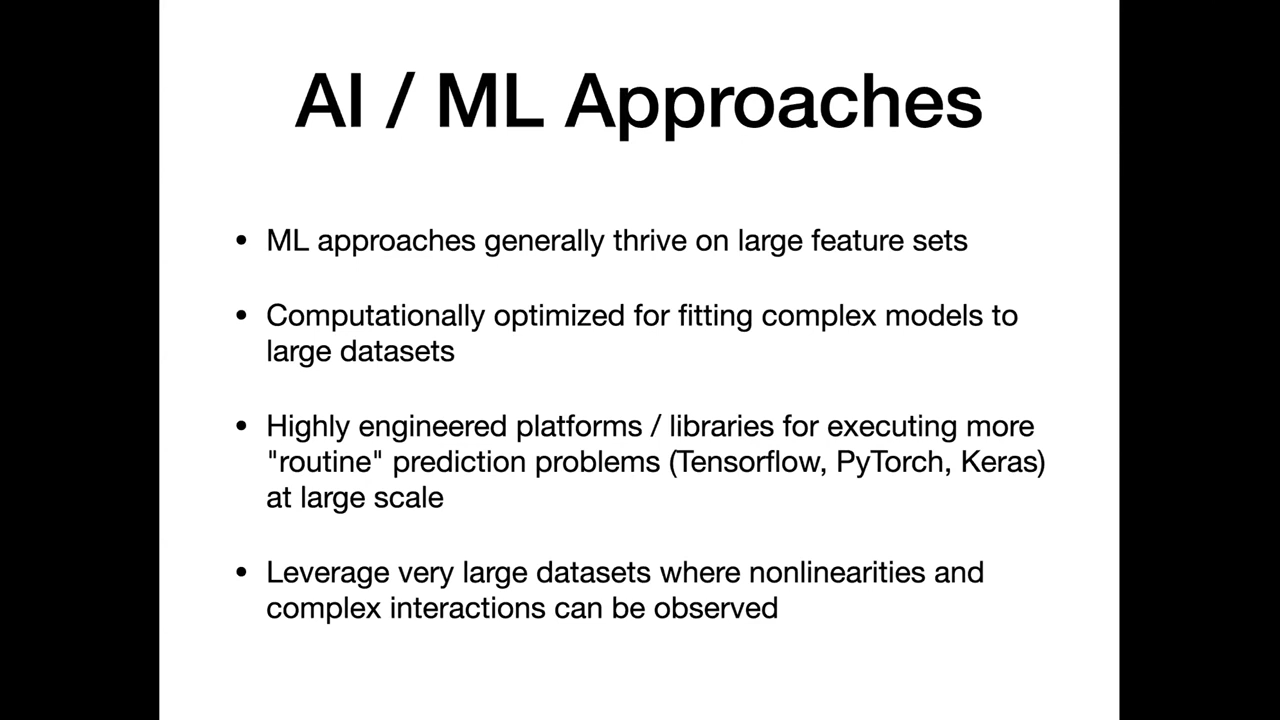 AI / ML Approaches
• ML approaches generally thrive on large feature sets
• Computationally optimized for fitting complex models to
large datasets
• Highly engineered platforms / libraries for executing more
"routine" prediction problems (Tensorflow, PyTorch, Keras)
at large scale
• Leverage very large datasets where nonlinearities and
complex interactions can be observed